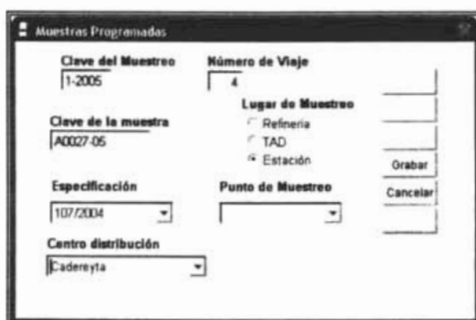 Muestras Programadas
Clave del Muestreo
1-2005
Número de Viaje
4
Clave de la muestra
A0027-05
Lugar de Muestreo
Refinería
TAD
Estación
Grabar
Cancelar
Especificación
107/2004
Punto de Muestreo
Centro distribución
Cadereyta